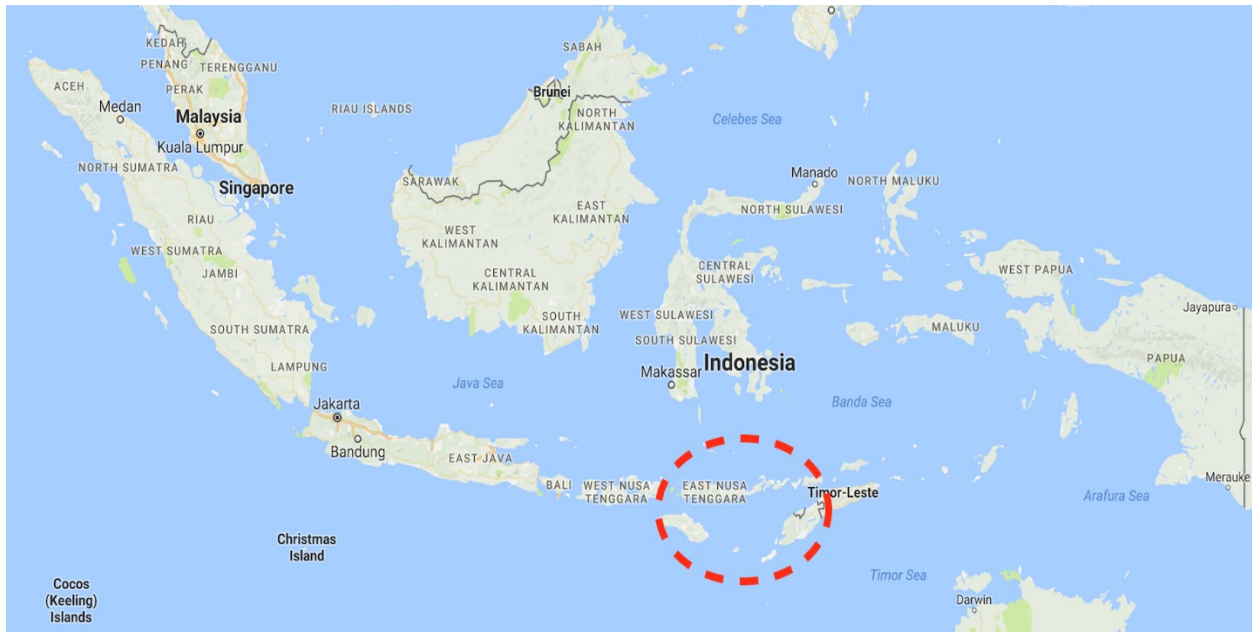 KEDAH
PENANG
TERENGGANU
PERAK
ACEH
Medan
Malaysia
Kuala Lumpur
NORTH SUMATRA
Singapore
RIAU ISLANDS
SABAH
Brunei
NORTH
KALIMANTAN
SARAWAK
Celebes Sea
Manado
NORTH MALUKU
NORTH SULAWESI
RIAU
WEST SUMATRA
JAMBI
WEST
KALIMANTAN
EAST
KALIMANTAN
CENTRAL
KALIMANTAN
SOUTH
KALIMANTAN
CENTRAL
SULAWESI
WEST SULAWESI
SOUTH SULAWESI
WEST PAPUA
Jayapura
SOUTH SUMATRA
LAMPUNG
MALUKU
PAPUA
Makassar
Indonesia
Java Sea
Banda Sea
Jakarta
Bandung
EAST JAVA
BALI
WEST NUSA
TENGGARA
EAST NUSA
TENGGARA
Timor-Leste
Merauke
Arafura Sea
Christmas
Island
Timor Sea
Cocos
(Keeling)
Islands
Darwin